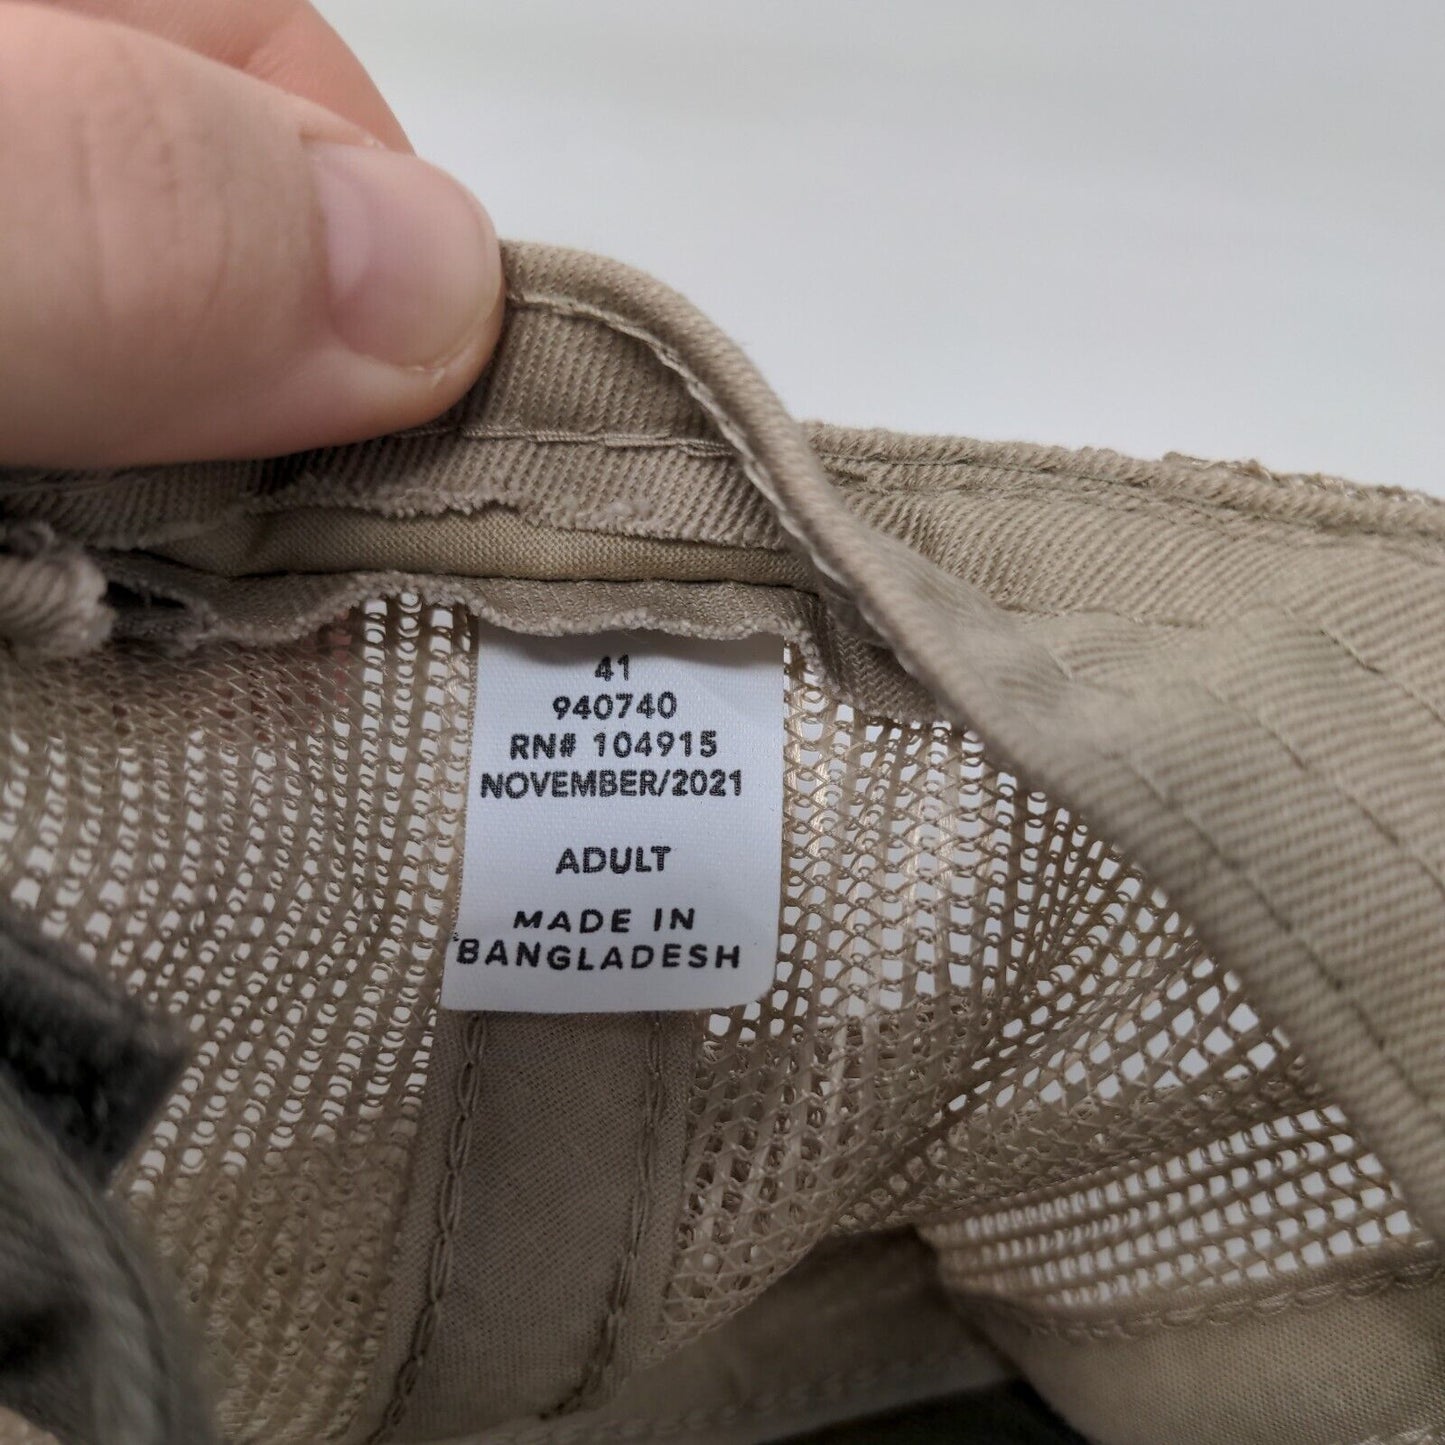 41
940740
RN# 104915
NOVEMBER/2021
ADULT
MADE IN
BANGLADESH